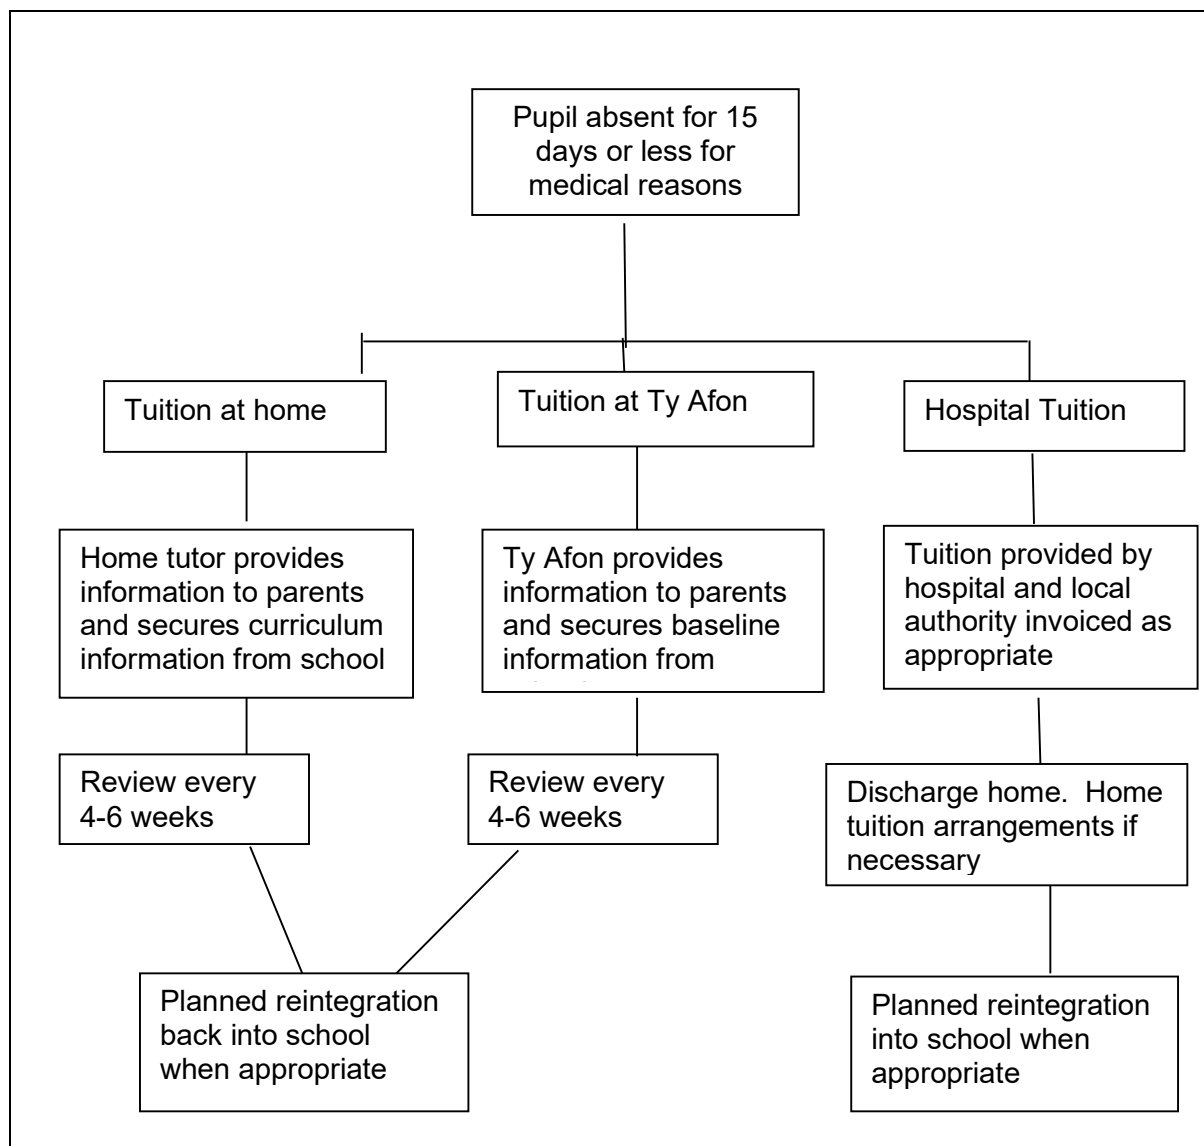 Pupil absent for 15
days or less for
medical reasons
Tuition at home
Tuition at Ty Afon
Hospital Tuition
Home tutor provides
information to parents
and secures curriculum
information from school
Ty Afon provides
information to parents
and secures baseline
information from
Tuition provided by
hospital and local
authority invoiced as
appropriate
Review every
4-6 weeks
Review every
4-6 weeks
Discharge home.  Home
tuition arrangements if
necessary
Planned reintegration
back into school
when appropriate
Planned reintegration
into school when
appropriate